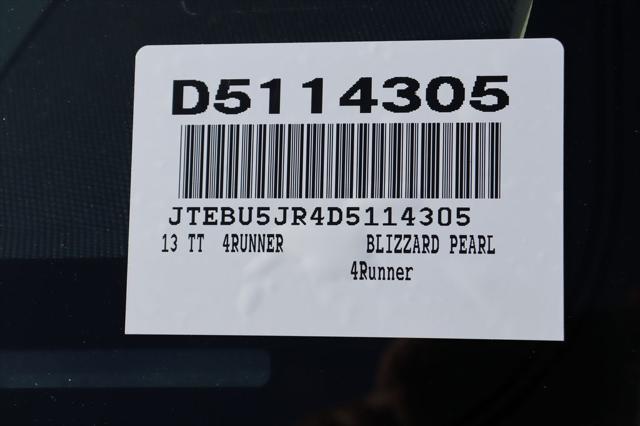 D5114305
JTEBU5JR4D5114305
13 TT 4RUNNER BLIZZARD PEARL
4Runner